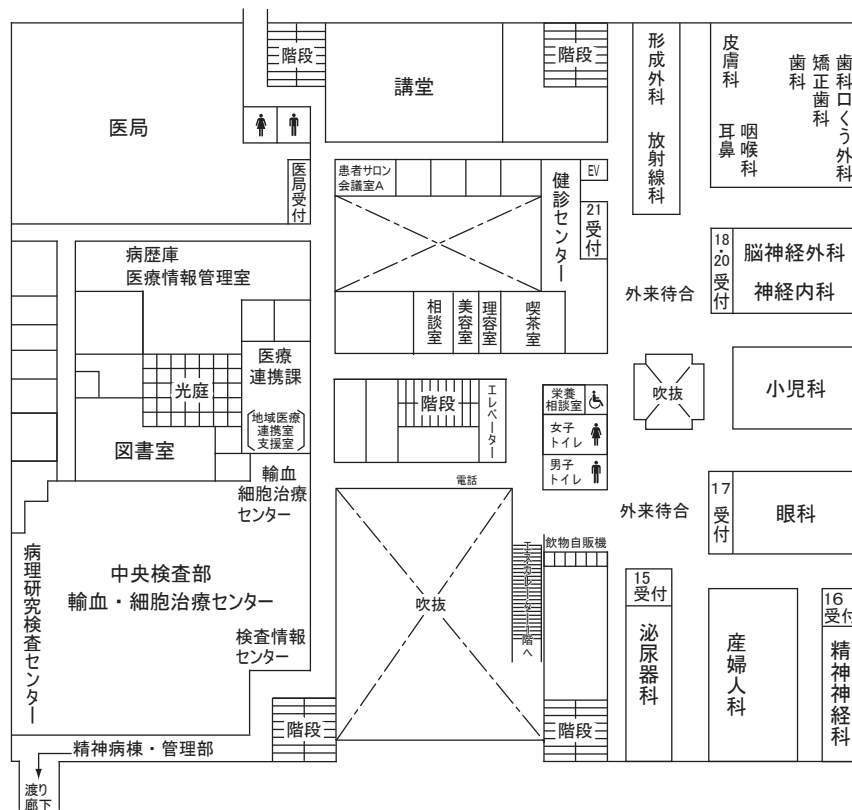 階段
階段
講堂
医局
医局受付
患者サロン
会議室A
健診センター
EV
21
受付
形成外科 放射線科
皮膚科
耳鼻
咽喉科
歯科
矯正歯科
歯科口くう外科
病歴庫
医療情報管理室
18・20
受付
脳神経外科
神経内科
外来待合
相談室
美容室
理容室
喫茶室
医療
連携課
光庭
地域医療
連携室
支援室
図書室
階段
エレベーター
栄養
相談室
女子
トイレ
男子
トイレ
吹抜
小児科
輸血
細胞治療
センター
電話
外来待合
17
受付
眼科
飲物自販機
病理研究検査センター
中央検査部
輸血・細胞治療センター
検査情報
センター
吹抜
エスカレーター1階へ
15
受付
泌尿器科
産婦人科
16
受付
精神神経科
階段
階段
精神病棟・管理部
渡り
廊下